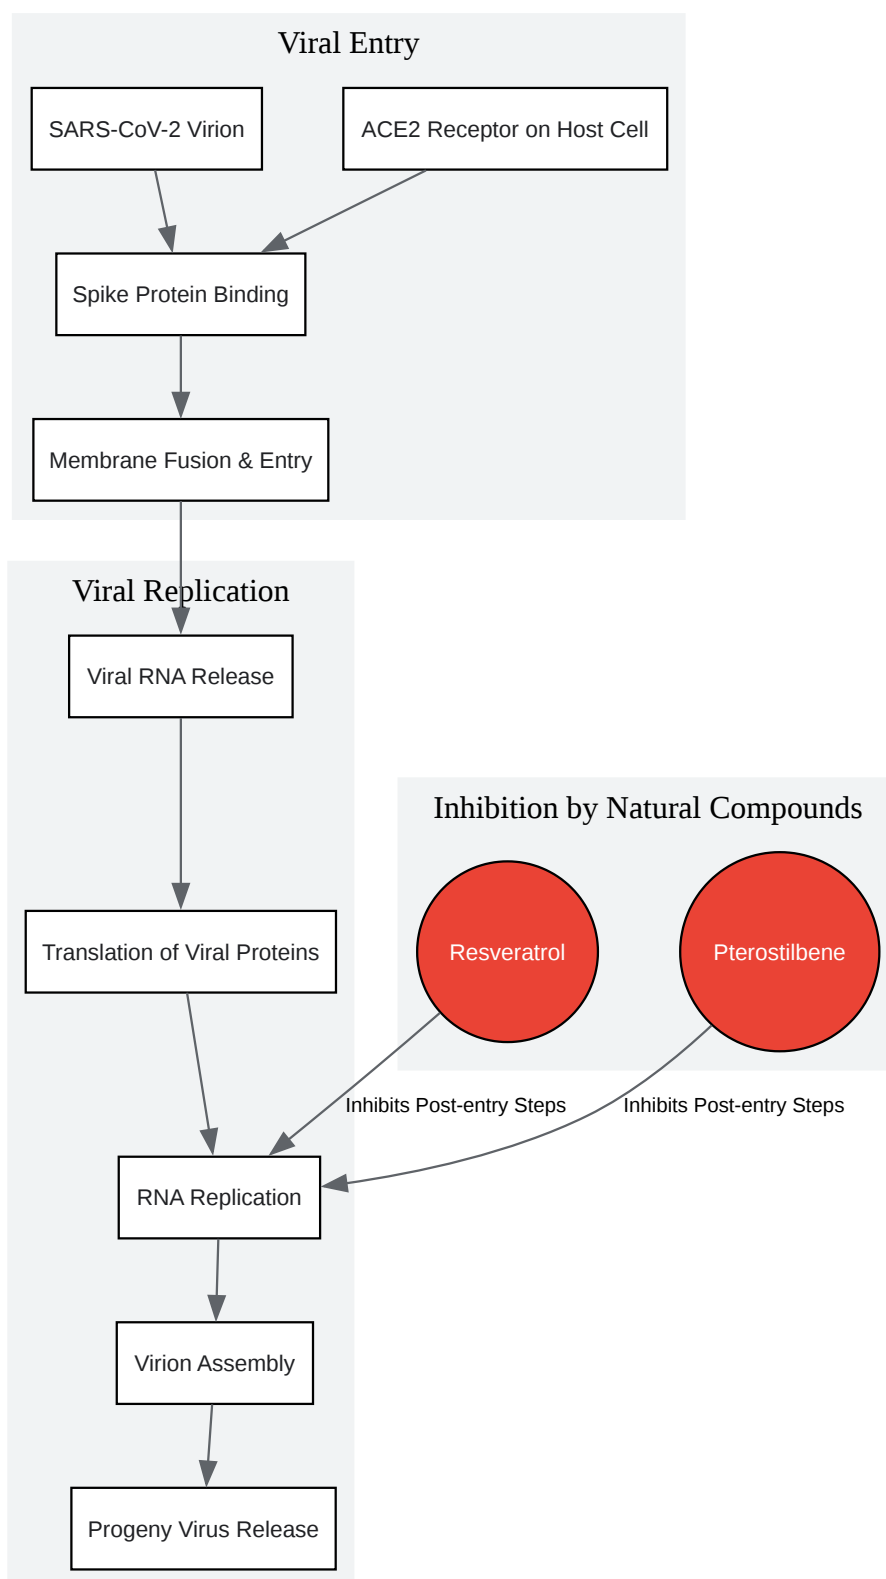 Viral Entry
SARS-CoV-2 Virion
ACE2 Receptor on Host Cell
Spike Protein Binding
Membrane Fusion & Entry
Viral Replication
Viral RNA Release
Inhibition by Natural Compounds
Resveratrol
Pterostilbene
Translation of Viral Proteins
Inhibits Post-entry Steps
Inhibits Post-entry Steps
RNA Replication
Virion Assembly
Progeny Virus Release